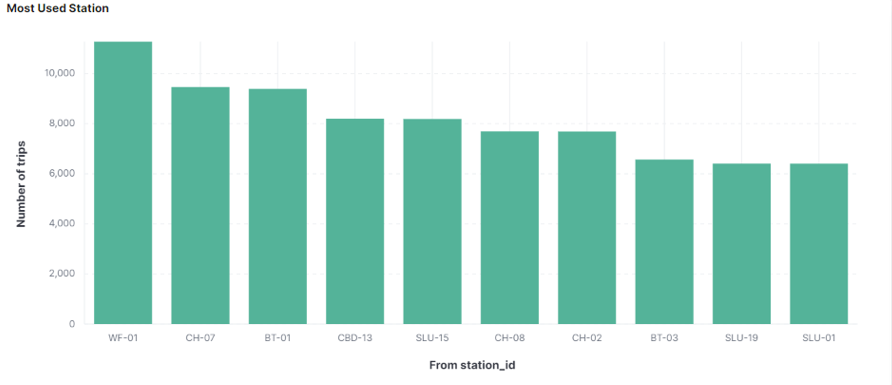 Most Used Station
10,000
8,000
6,000
4,000
2,000
0
Number of trips
WF-01 CH-07 BT-01 CBD-13 SLU-15 CH-08 CH-02 BT-03 SLU-19 SLU-01
From station_id